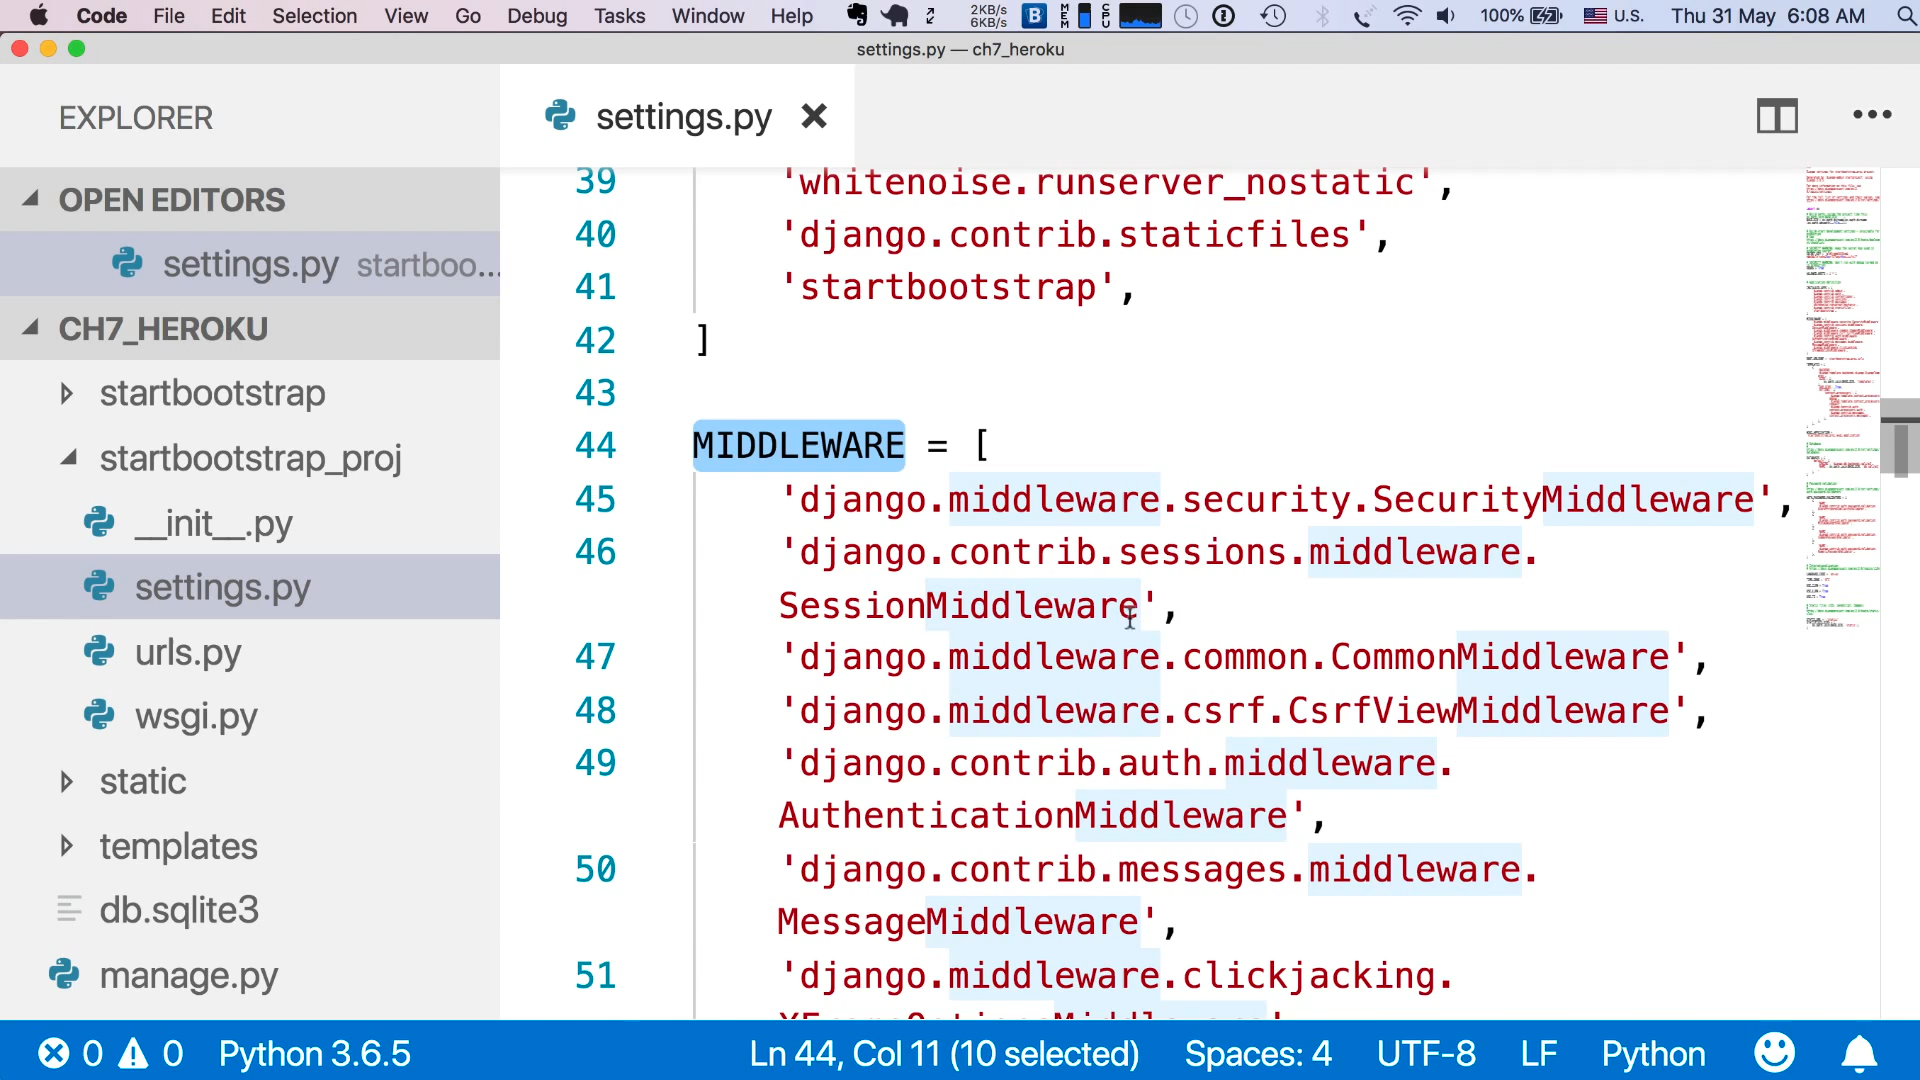 Code File Edit Selection View Go Debug Tasks Window Help 2KB/s 6KB/s B MEM CPU 100% U.S. Thu 31 May 6:08 AM
settings.py — ch7_heroku
EXPLORER
settings.py
OPEN EDITORS
settings.py startboo...
CH7_HEROKU
startbootstrap
startbootstrap_proj
__init__.py
settings.py
urls.py
wsgi.py
static
templates
db.sqlite3
manage.py
39 'whitenoise.runserver_nostatic',
40 'django.contrib.staticfiles',
41 'startbootstrap',
42 ]
43
44 MIDDLEWARE = [
45 'django.middleware.security.SecurityMiddleware',
46 'django.contrib.sessions.middleware.
SessionMiddleware',
47 'django.middleware.common.CommonMiddleware',
48 'django.middleware.csrf.CsrfViewMiddleware',
49 'django.contrib.auth.middleware.
AuthenticationMiddleware',
50 'django.contrib.messages.middleware.
MessageMiddleware',
51 'django.middleware.clickjacking.
0 0 Python 3.6.5 Ln 44, Col 11 (10 selected) Spaces: 4 UTF-8 LF Python